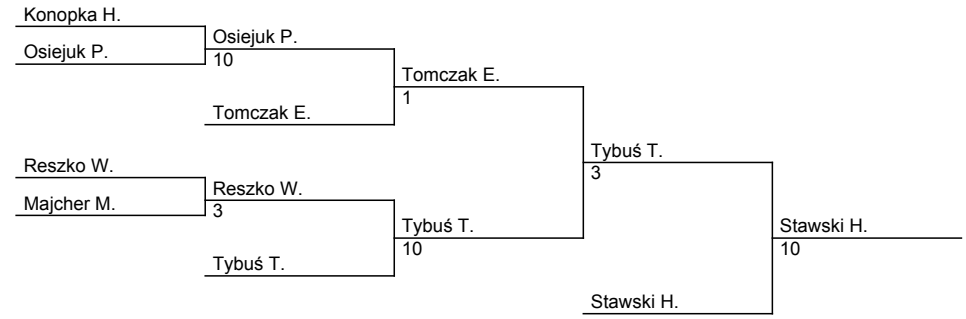 Konopka H.
Osiejuk P.
Osiejuk P.
10
Tomczak E.
Tomczak E.
1
Reszko W.
Majcher M.
Reszko W.
3
Tybuś T.
Tybuś T.
10
Tybuś T.
3
Stawski H.
Stawski H.
10